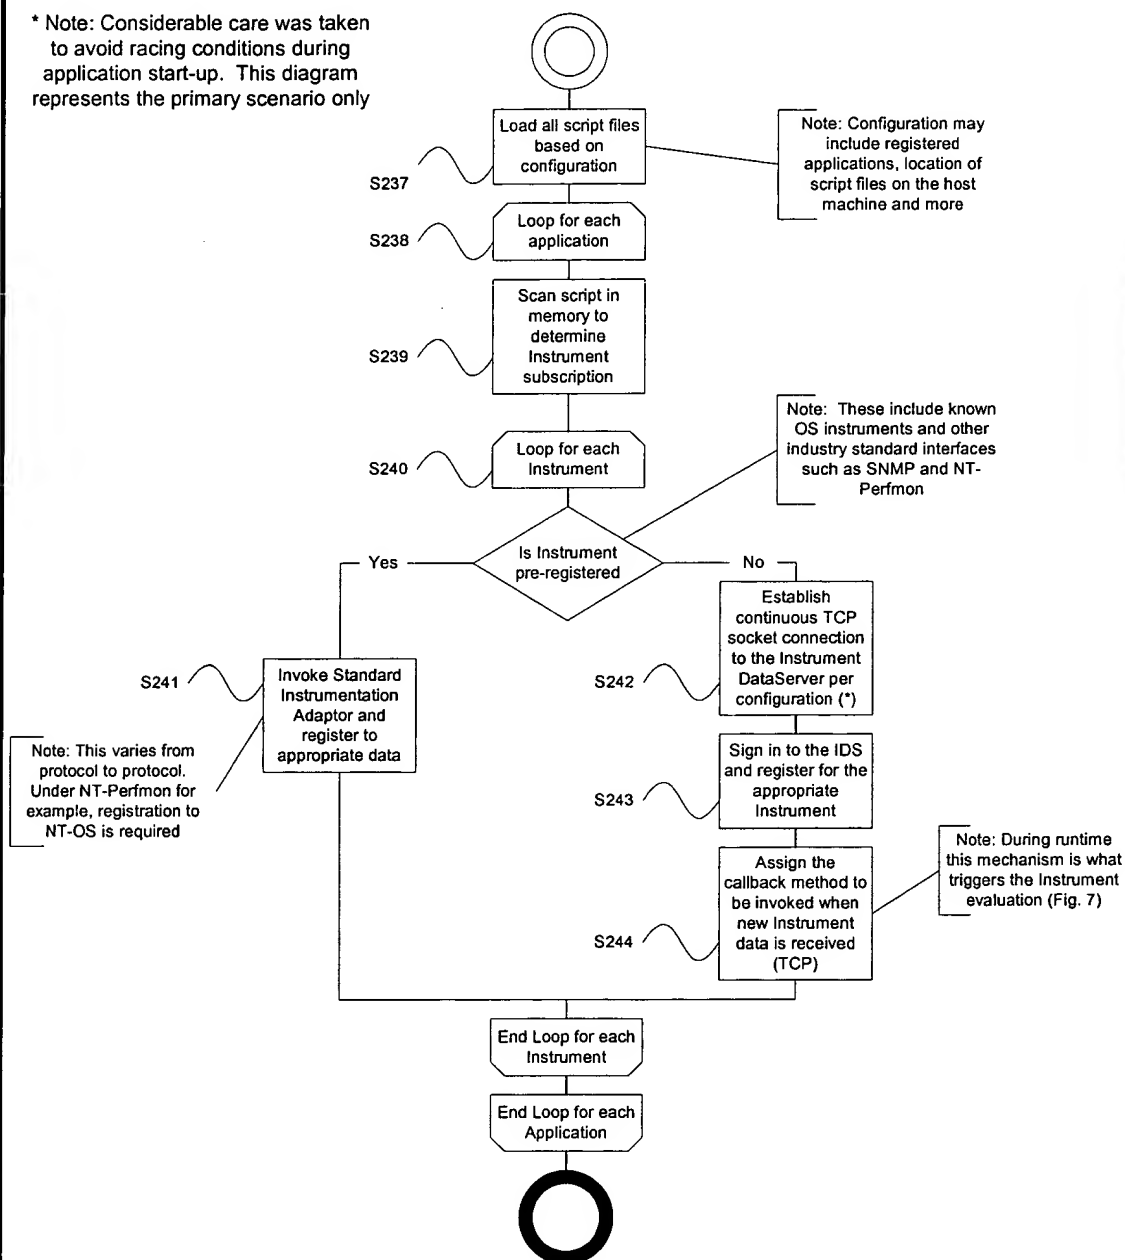 * Note: Considerable care was taken
to avoid racing conditions during
application start-up. This diagram
represents the primary scenario only
Load all script files
based on
configuration
Note: Configuration may
include registered
applications, location of
script files on the host
machine and more
S237
Loop for each
application
S238
Scan script in
memory to
determine
Instrument
subscription
S239
Note: These include known
OS instruments and other
industry standard interfaces
such as SNMP and NT-
Perfmon
Loop for each
Instrument
S240
Is Instrument
pre-registered
Yes
No
Establish
continuous TCP
socket connection
to the Instrument
DataServer per
configuration (*)
S242
S241
Invoke Standard
Instrumentation
Adaptor and
register to
appropriate data
Note: This varies from
protocol to protocol.
Under NT-Perfmon for
example, registration to
NT-OS is required
Sign in to the IDS
and register for the
appropriate
Instrument
S243
Assign the
callback method to
be invoked when
new Instrument
data is received
(TCP)
S244
Note: During runtime
this mechanism is what
triggers the Instrument
evaluation (Fig. 7)
End Loop for each
Instrument
End Loop for each
Application